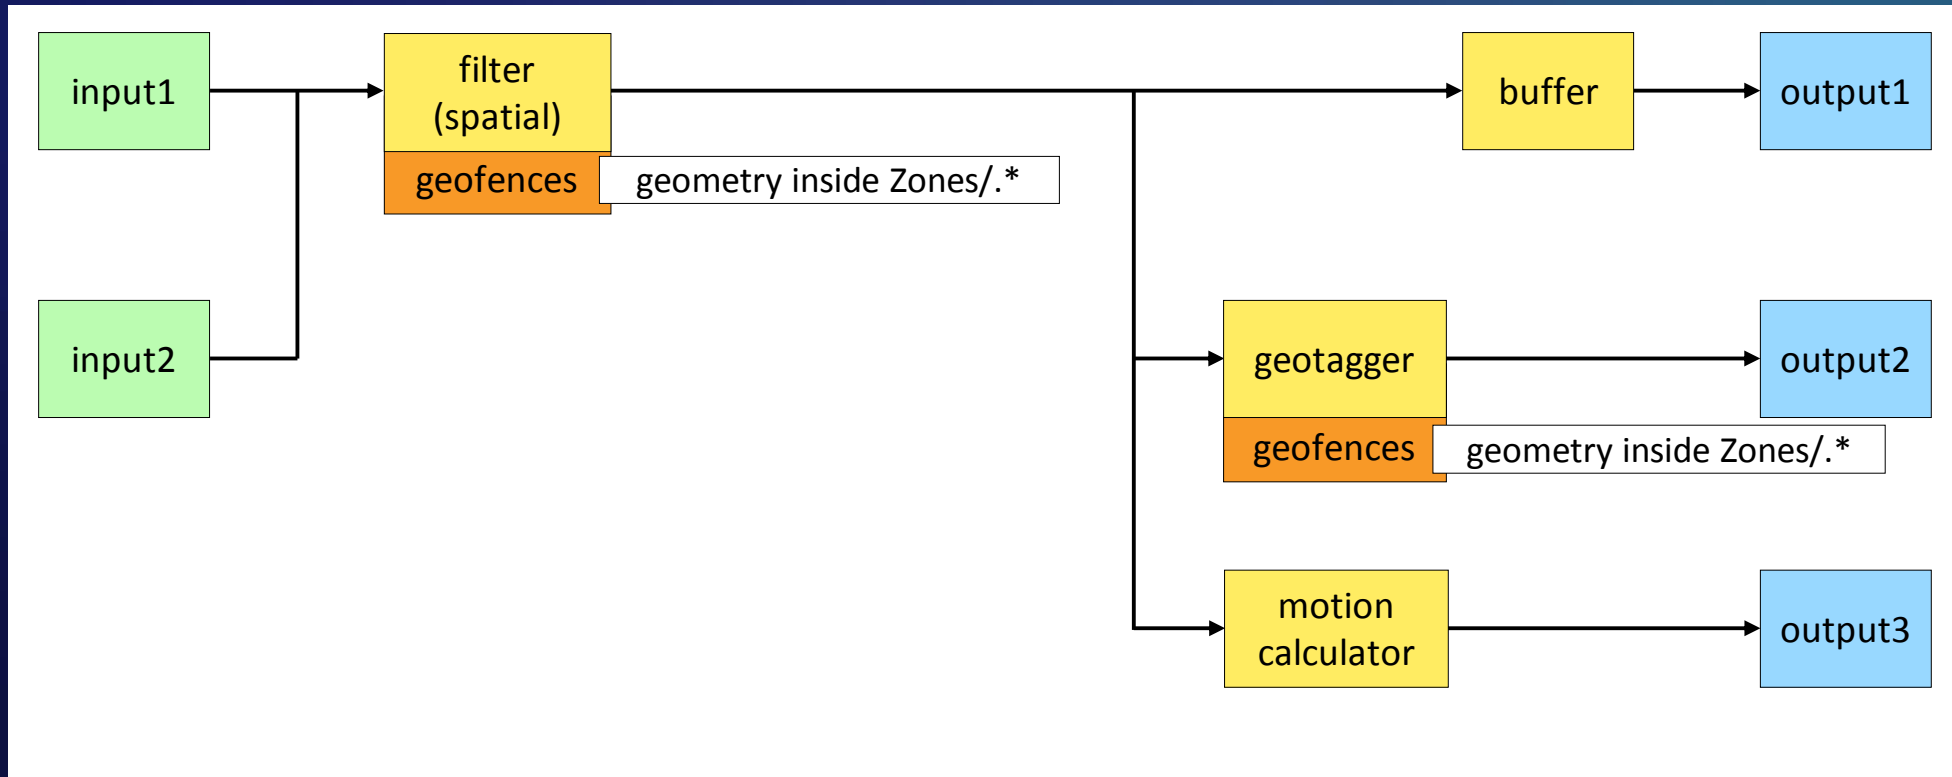 input1
filter
(spatial)
geofences
geometry inside Zones/.*
buffer
output1
input2
geotagger
geofences
geometry inside Zones/.*
output2
motion
calculator
output3